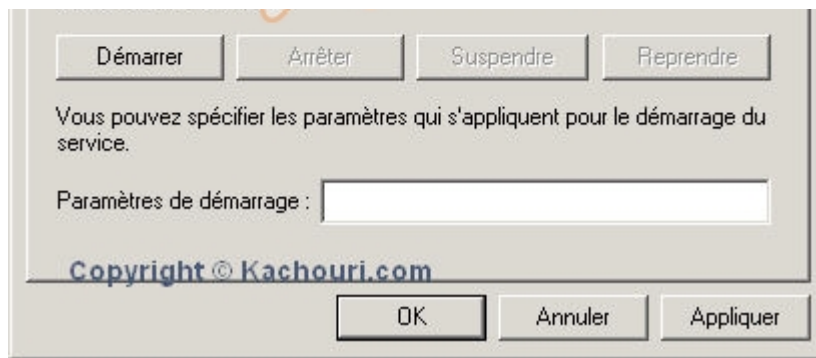 Démarrer Arrêter Suspendre Reprendre
Vous pouvez spécifier les paramètres qui s'appliquent pour le démarrage du
service.
Paramètres de démarrage :
Copyright © Kachouri.com
OK Annuler Appliquer